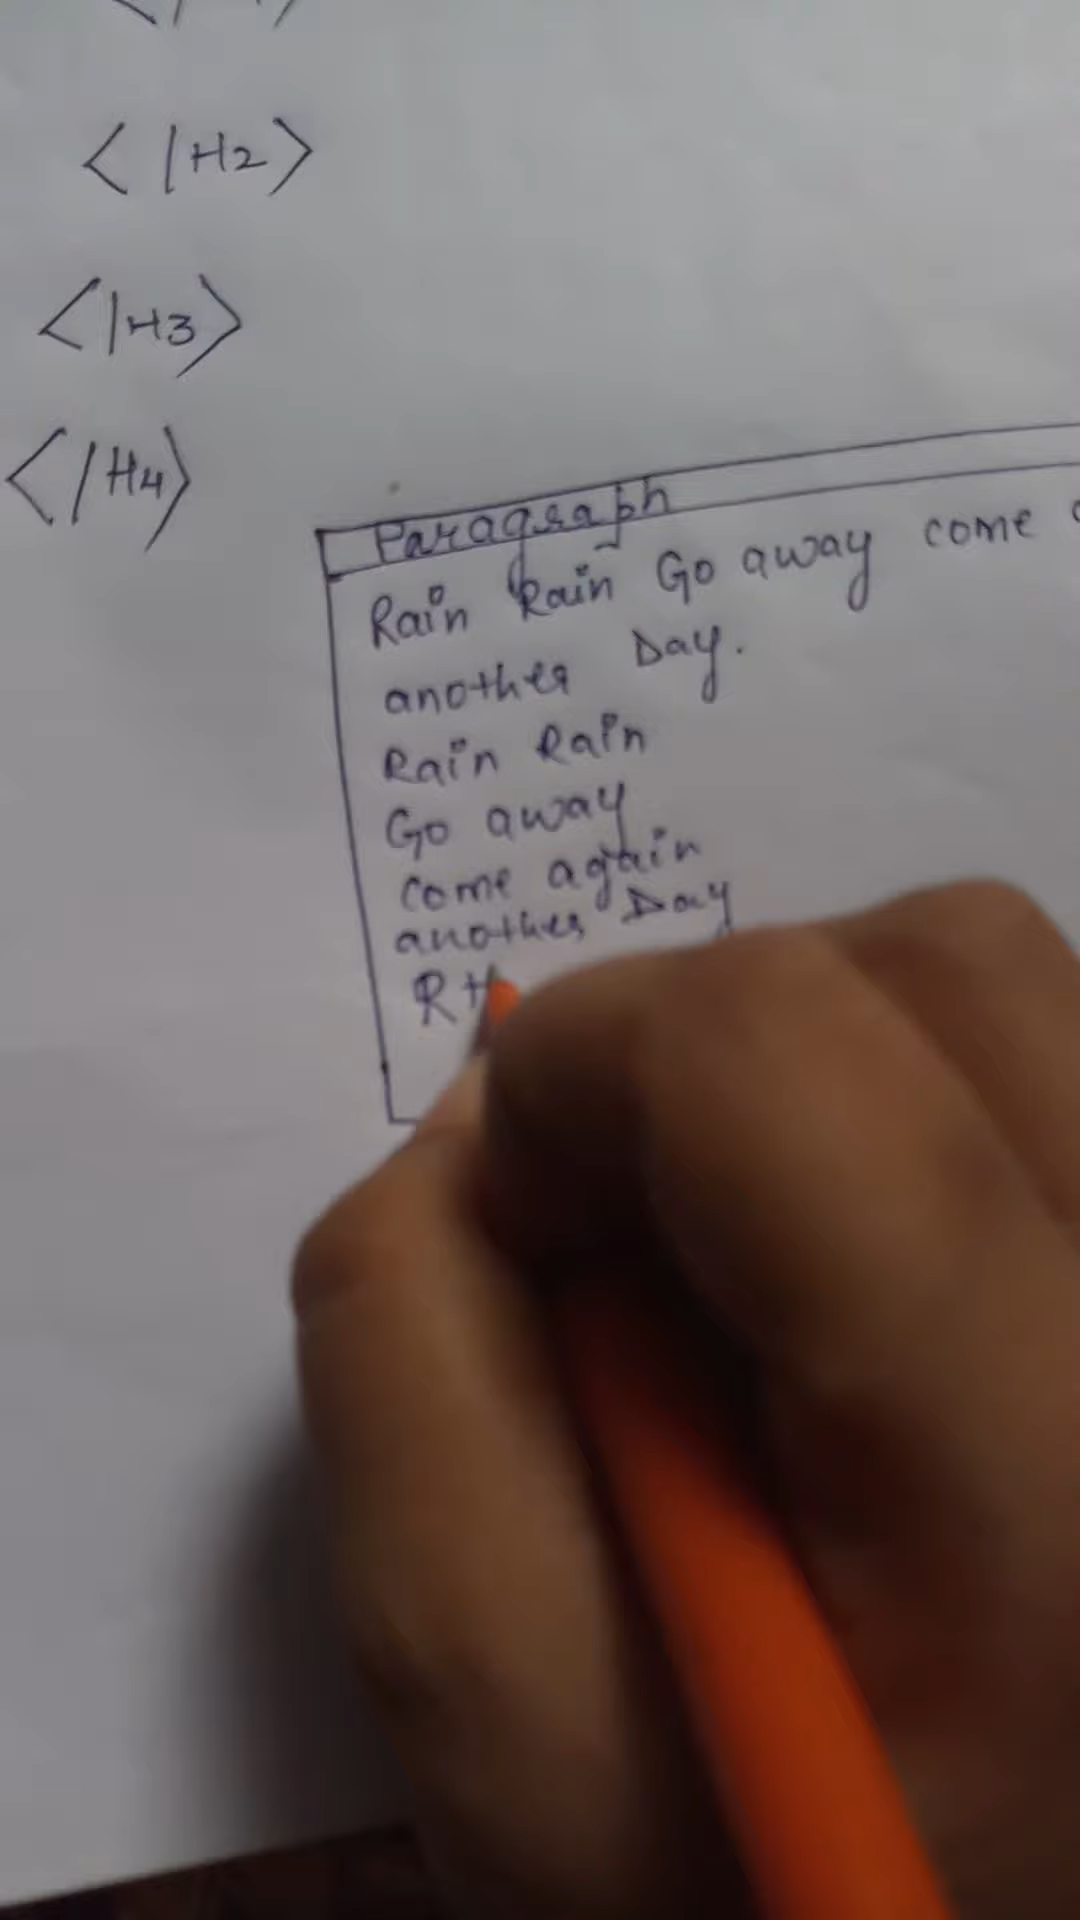 </H2>
</H3>
</H4>
Paragraph
Rain Rain Go away come
another Day.
Rain Rain
Go away
come again
another Day
RH